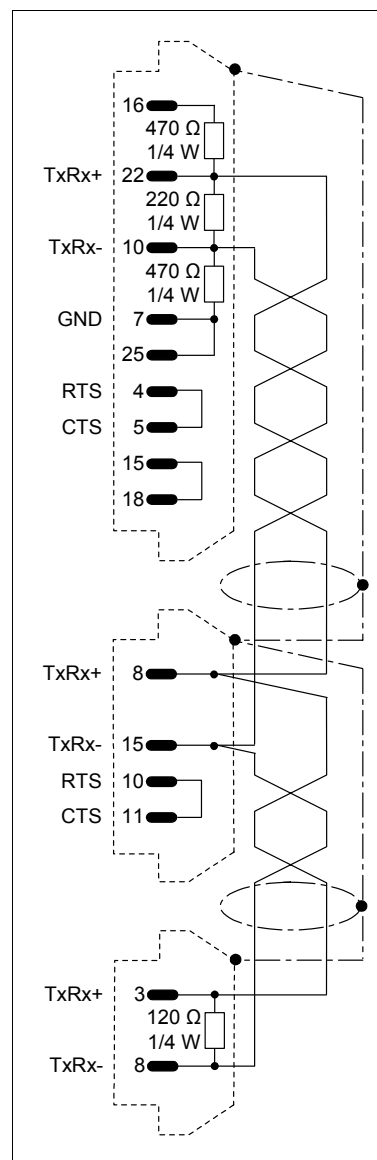 16
470 Ω
1/4 W
TxRx+ 22
220 Ω
1/4 W
TxRx- 10
470 Ω
1/4 W
GND 7
25
RTS 4
CTS 5
15
18
TxRx+ 8
TxRx- 15
RTS 10
CTS 11
TxRx+ 3
120 Ω
1/4 W
TxRx- 8